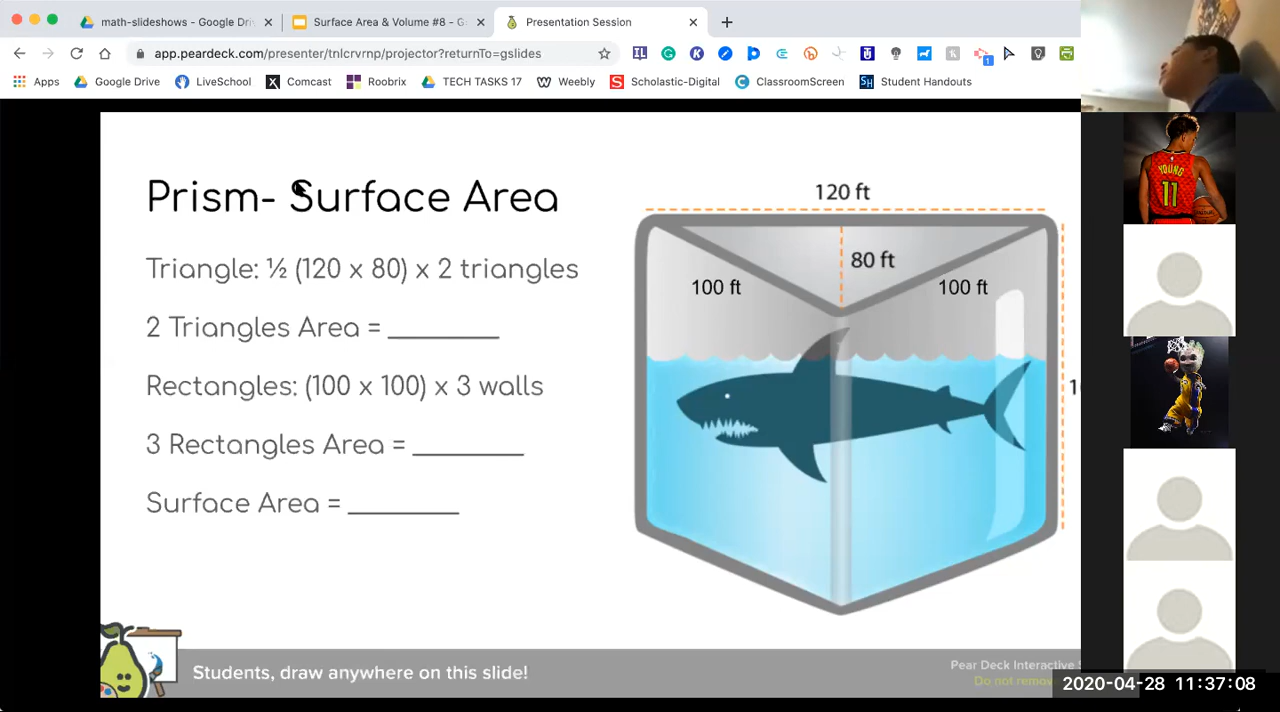 math-slideshows - Google Dri
Surface Area & Volume #8 - G
Presentation Session
app.peardeck.com/presenter/tnlcrvrnp/projector?returnTo=gslides
Apps
Google Drive
LiveSchool
Comcast
Roobrix
TECH TASKS 17
Weebly
Scholastic-Digital
ClassroomScreen
Student Handouts
Prism- Surface Area
Triangle: ½ (120 x 80) x 2 triangles
2 Triangles Area = ________
Rectangles: (100 x 100) x 3 walls
3 Rectangles Area = ________
Surface Area = ________
120 ft
80 ft
100 ft
100 ft
YOUNG
11
Students, draw anywhere on this slide!
Pear Deck Interactive S
Do not remov
2020-04-28 11:37:08